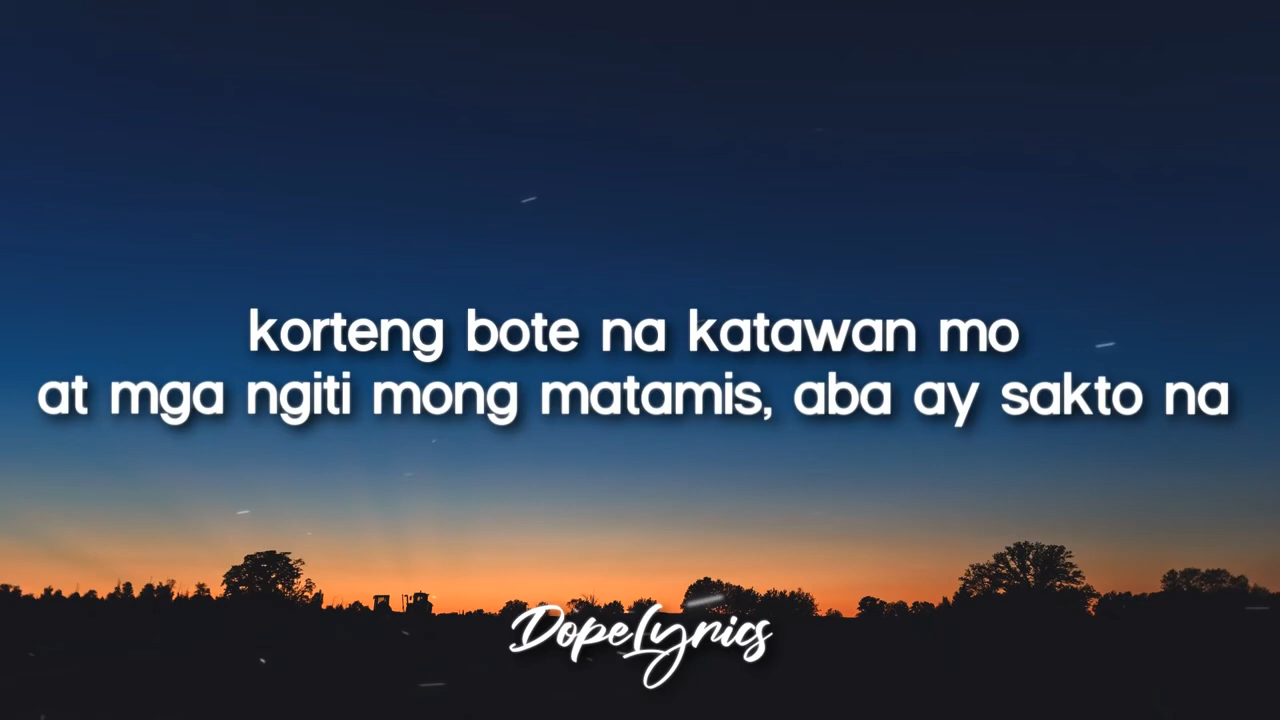 korteng bote na katawan mo
at mga ngiti mong matamis, aba ay sakto na
DopeLyrics